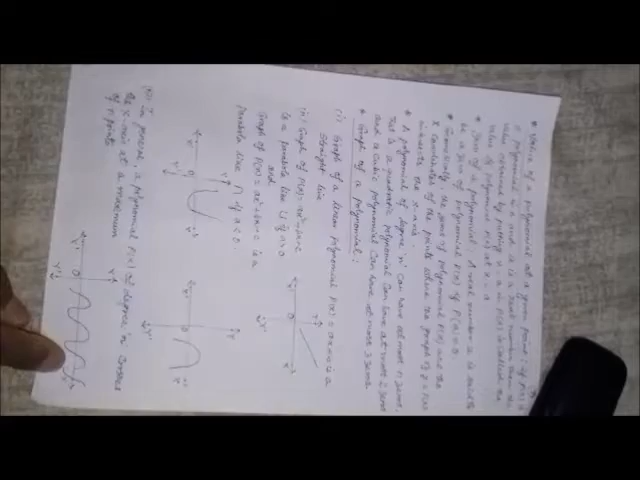 * Value of a polynomial at a given point : if p(x) is
a polynomial in x and α is a real number then the
value obtained by putting x = α in P(x) is called the
value of polynomial P(x) at x = α
* Zero of a polynomial : A real number α is said to
be a zero of polynomial P(x) if P(α) = 0.
* Geometrically, the zeros of polynomial P(x) are the
X Coordinates of the points where the graph of y = P(x)
intersects the x-axis.
* A polynomial of degree 'n' can have at most n zeros.
That is a quadratic polynomial can have at most 2 zeros
and a cubic polynomial can have at most 3 zeros
* Graph of a polynomial :
(i) Graph of a linear polynomial P(x) = ax+b is a
straight line
(ii) Graph of P(x) = ax²+bx+c
is a parabola like U if a>0
and
Graph of P(x) = ax²+bx+c is a
Parabola like ∩ if a<0.
In general, a polynomial P(x) of degree 'n' crosses
the x-axis at a maximum
of n points